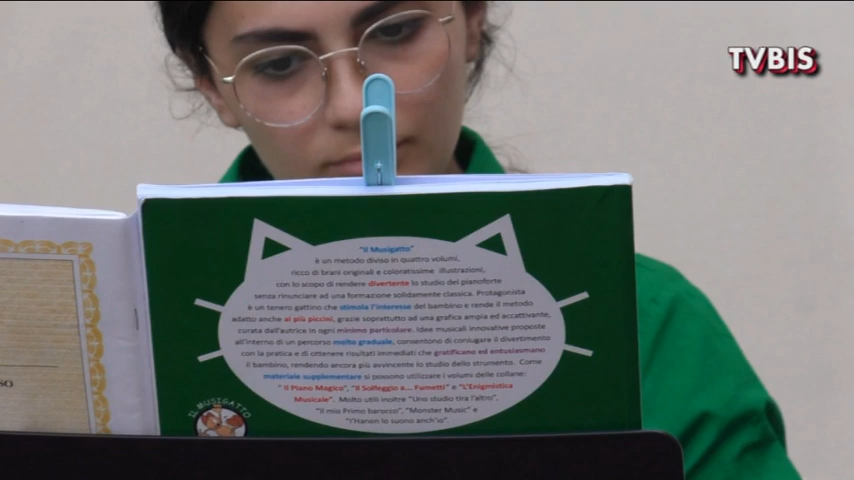 TVBIS
"Il Musigatto"
è un metodo diviso in quattro volumi,
ricco di brani originali e coloratissime illustrazioni,
con lo scopo di rendere divertente lo studio del pianoforte
senza rinunciare ad una formazione solidamente classica. Protagonista
è un tenero gattino che stimola l'interesse del bambino e rende il metodo
adatto anche ai più piccini, grazie soprattutto ad una grafica ampia ed accattivante,
curata dall'autrice in ogni minimo particolare. Idee musicali innovative proposte
all'interno di un percorso molto graduale, consentono di coniugare il divertimento
con la pratica e di ottenere risultati immediati che gratificano ed entusiasmano
il bambino, rendendo ancora più avvincente lo studio dello strumento. Come
materiale supplementare si possono utilizzare i volumi delle collane:
" Il Piano Magico", "Il Solfeggio a... Fumetti" e "L'Enigmistica
Musicale". Molto utili inoltre "Uno studio tira l'altro",
"Il mio Primo barocco", "Monster Music" e
"l'Hanon lo suono anch'io".
IL MUSIGATTO
SO